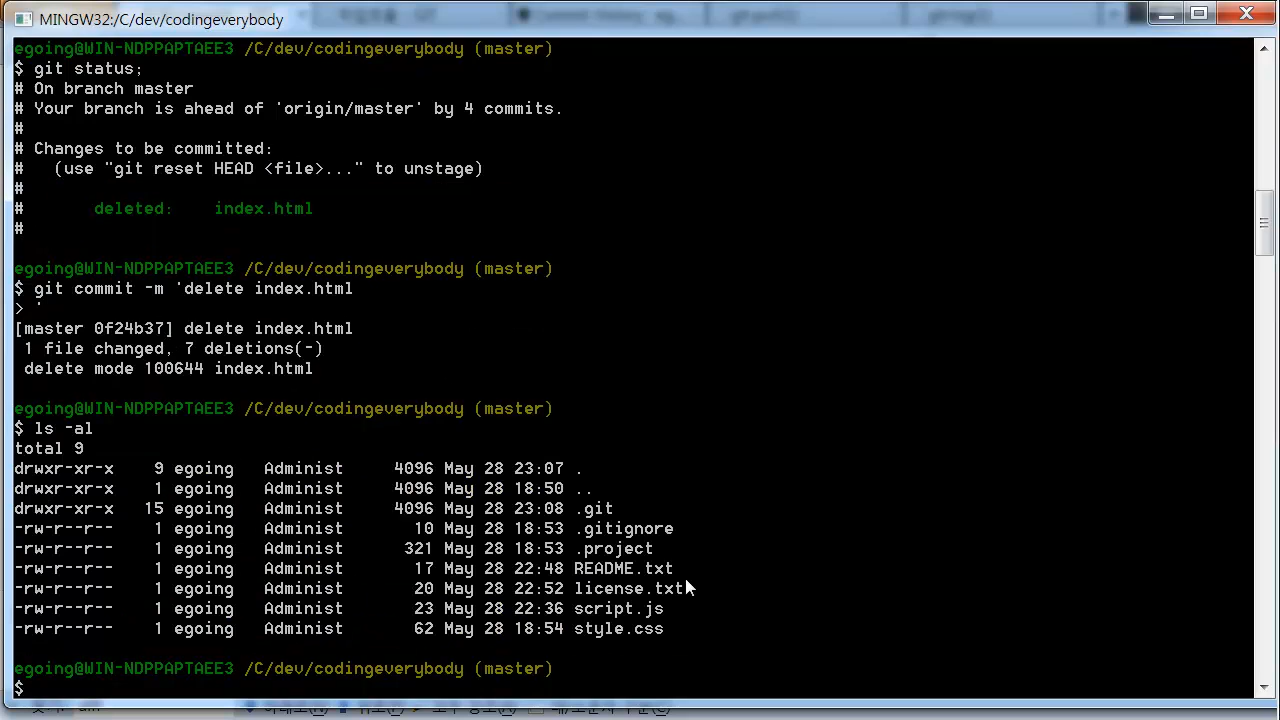 MINGW32:/C/dev/codingeverybody
egoing@WIN-NDPPAPTAEE3 /C/dev/codingeverybody (master)
$ git status;
# On branch master
# Your branch is ahead of 'origin/master' by 4 commits.
#
# Changes to be committed:
#   (use "git reset HEAD <file>..." to unstage)
#
#       deleted:    index.html
#
egoing@WIN-NDPPAPTAEE3 /C/dev/codingeverybody (master)
$ git commit -m 'delete index.html
> '
[master 0f24b37] delete index.html
 1 file changed, 7 deletions(-)
 delete mode 100644 index.html
egoing@WIN-NDPPAPTAEE3 /C/dev/codingeverybody (master)
$ ls -al
total 9
drwxr-xr-x    9 egoing   Administ     4096 May 28 23:07 .
drwxr-xr-x    1 egoing   Administ     4096 May 28 18:50 ..
drwxr-xr-x   15 egoing   Administ     4096 May 28 23:08 .git
-rw-r--r--    1 egoing   Administ       10 May 28 18:53 .gitignore
-rw-r--r--    1 egoing   Administ      321 May 28 18:53 .project
-rw-r--r--    1 egoing   Administ       17 May 28 22:48 README.txt
-rw-r--r--    1 egoing   Administ       20 May 28 22:52 license.txt
-rw-r--r--    1 egoing   Administ       23 May 28 22:36 script.js
-rw-r--r--    1 egoing   Administ       62 May 28 18:54 style.css
egoing@WIN-NDPPAPTAEE3 /C/dev/codingeverybody (master)
$